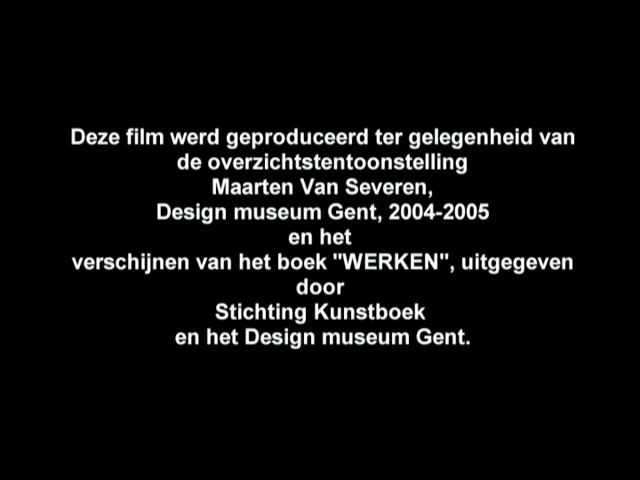 Deze film werd geproduceerd ter gelegenheid van
de overzichtstentoonstelling
Maarten Van Severen,
Design museum Gent, 2004-2005
en het
verschijnen van het boek "WERKEN", uitgegeven
door
Stichting Kunstboek
en het Design museum Gent.